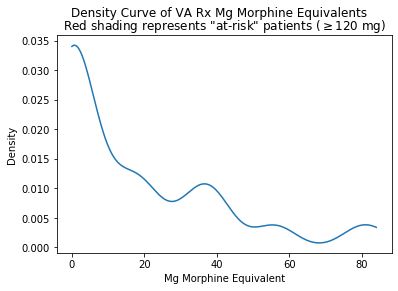 Density Curve of VA Rx Mg Morphine Equivalents
Red shading represents "at-risk" patients (≥120 mg)
0.035
0.030
0.025
0.020
0.015
0.010
0.005
0.000
Density
0 20 40 60 80
Mg Morphine Equivalent